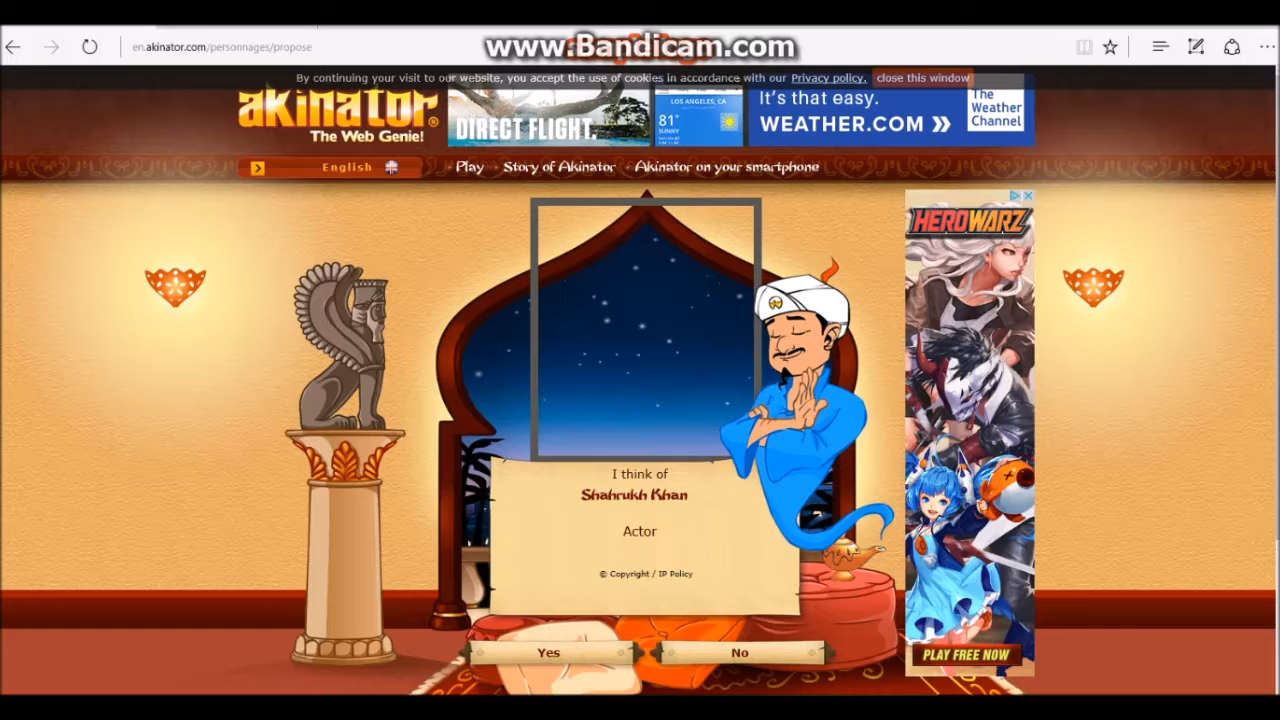 en.akinator.com/personnages/propose
www.Bandicam.com
By continuing your visit to our website, you accept the use of cookies in accordance with our Privacy policy. close this window
akinator®
The Web Genie!
DIRECT FLIGHT.
LOS ANGELES, CA
81°
SUNNY
It's that easy.
WEATHER.COM
The
Weather
Channel
English
Play
Story of Akinator
Akinator on your smartphone
HEROWARZ
I think of
Shahrukh Khan
Actor
© Copyright / IP Policy
Yes
No
PLAY FREE NOW